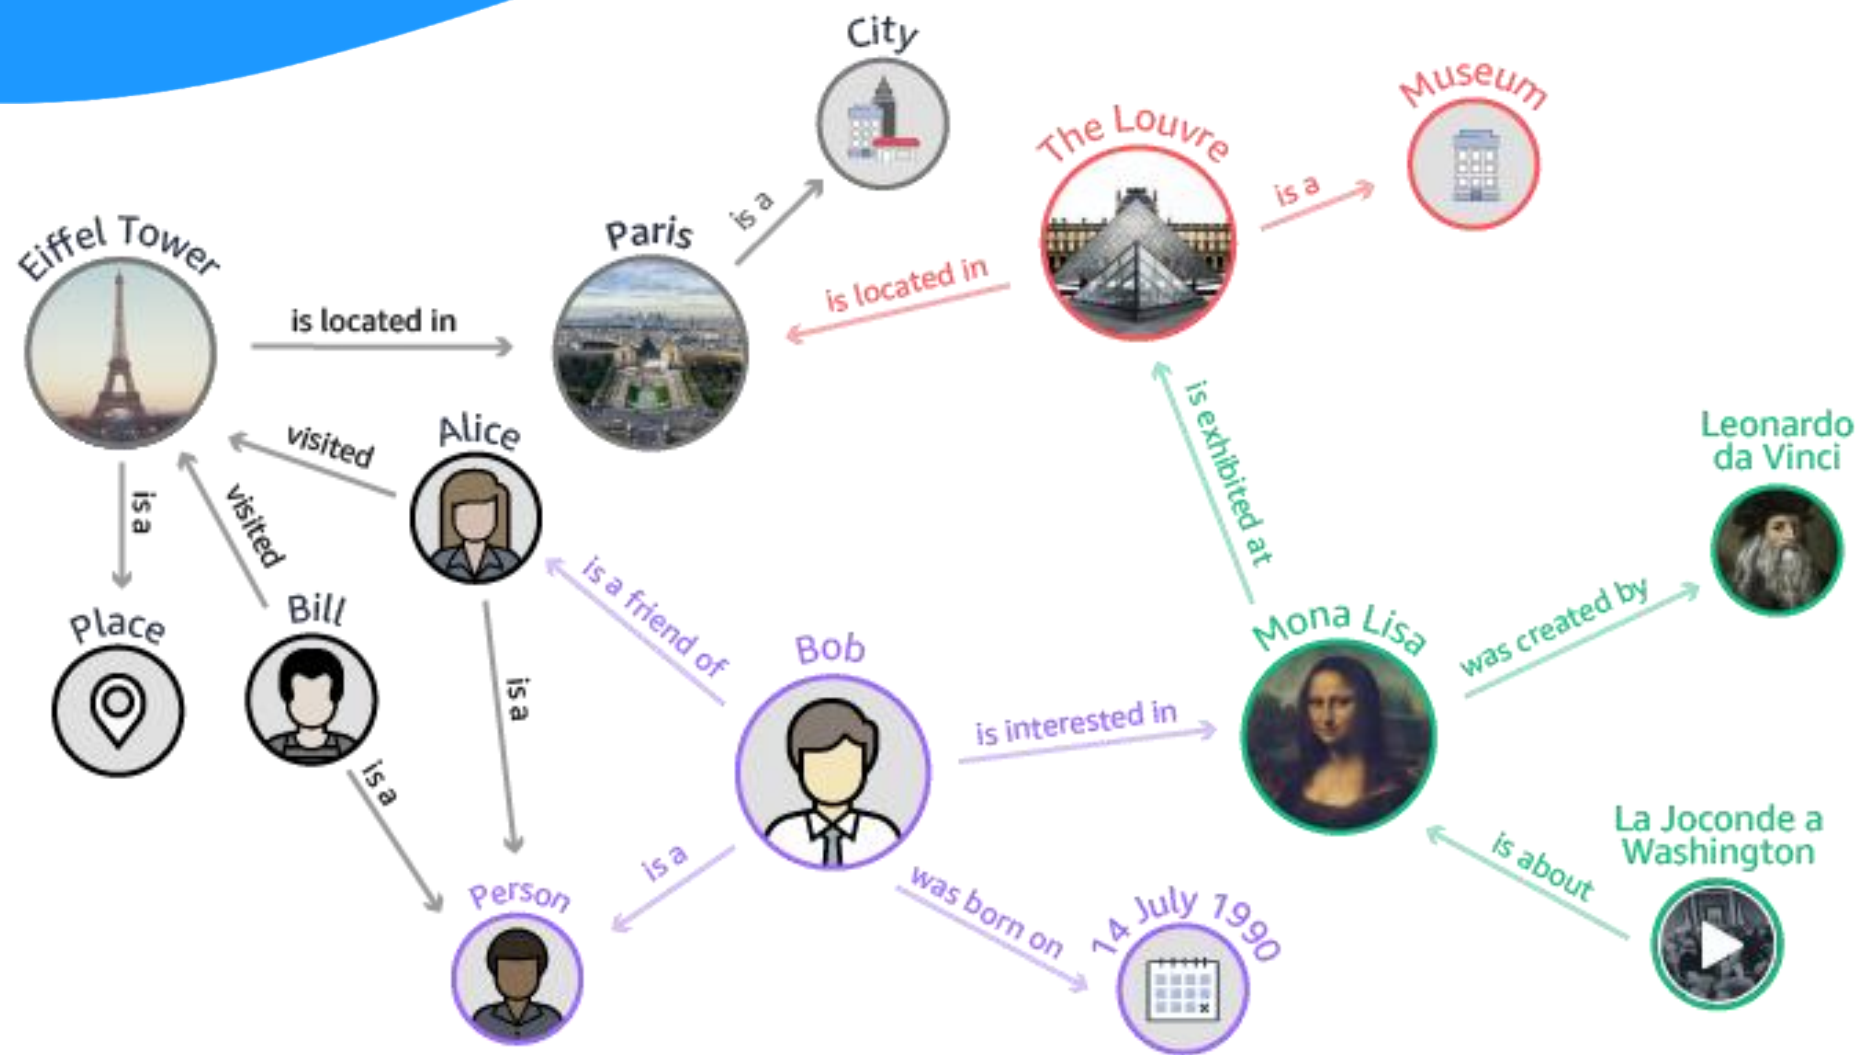 City
Museum
The Louvre
is a
is a
Eiffel Tower
Paris
is located in
is located in
Alice
visited
is exhibited at
Leonardo
da Vinci
is a
visited
is a friend of
Place
Bill
Bob
Mona Lisa
was created by
is a
is interested in
is a
La Joconde a
Washington
is about
is a
Person
was born on
14 July 1990